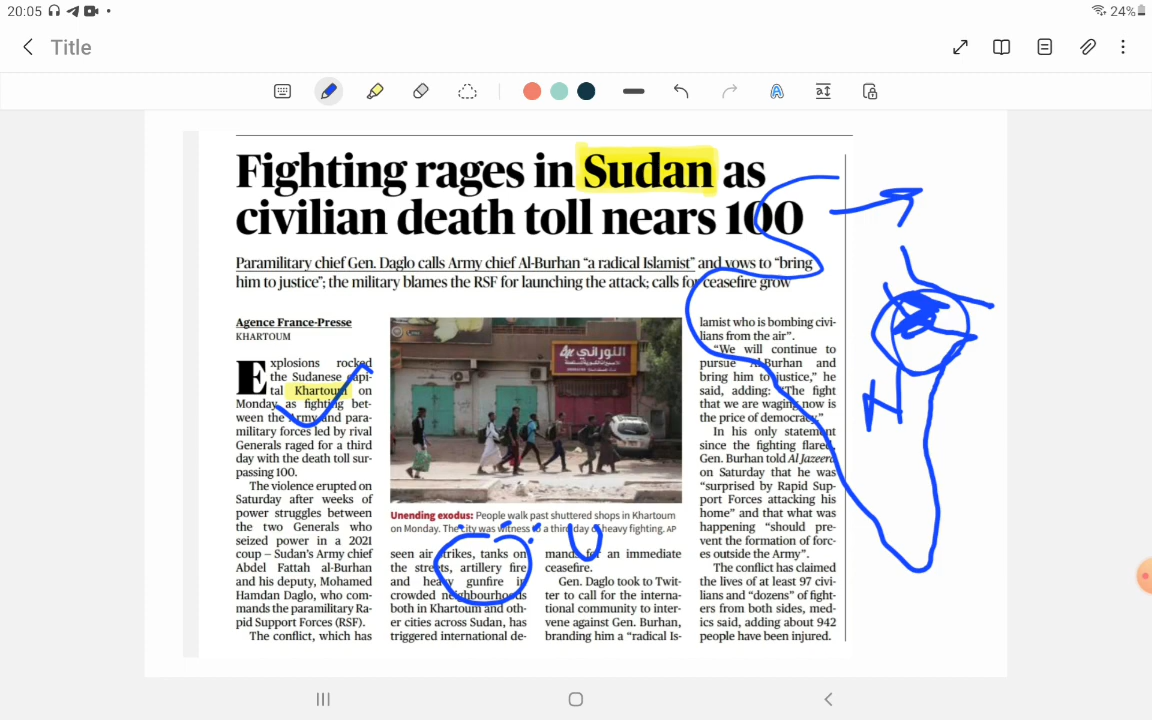 20:05
24%
Title
Fighting rages in Sudan as
civilian death toll nears 100
Paramilitary chief Gen. Daglo calls Army chief Al-Burhan “a radical Islamist” and vows to “bring
him to justice”; the military blames the RSF for launching the attack; calls for ceasefire grow
Agence France-Presse
KHARTOUM
Explosions rocked
the Sudanese capi-
tal Khartoum on
Monday as fighting bet-
ween the Army and para-
military forces led by rival
Generals raged for a third
day with the death toll sur-
passing 100.
The violence erupted on
Saturday after weeks of
power struggles between
the two Generals who
seized power in a 2021
coup – Sudan’s Army chief
Abdel Fattah al-Burhan
and his deputy, Mohamed
Hamdan Daglo, who com-
mands the paramilitary Ra-
pid Support Forces (RSF).
The conflict, which has
اللوراني
Unending exodus: People walk past shuttered shops in Khartoum
on Monday. The city was witness to a third day of heavy fighting. AP
seen air strikes, tanks on
the streets, artillery fire
and heavy gunfire in
crowded neighbourhoods
both in Khartoum and oth-
er cities across Sudan, has
triggered international de-
mands for an immediate
ceasefire.
Gen. Daglo took to Twit-
ter to call for the interna-
tional community to inter-
vene against Gen. Burhan,
branding him a “radical Is-
lamist who is bombing civi-
lians from the air”.
“We will continue to
pursue Al-Burhan and
bring him to justice,” he
said, adding: “The fight
that we are waging now is
the price of democracy.”
In his only statement
since the fighting flared,
Gen. Burhan told Al Jazeera
on Saturday that he was
“surprised by Rapid Sup-
port Forces attacking his
home” and that what was
happening “should pre-
vent the formation of forc-
es outside the Army”.
The conflict has claimed
the lives of at least 97 civi-
lians and “dozens” of fight-
ers from both sides, med-
ics said, adding about 942
people have been injured.